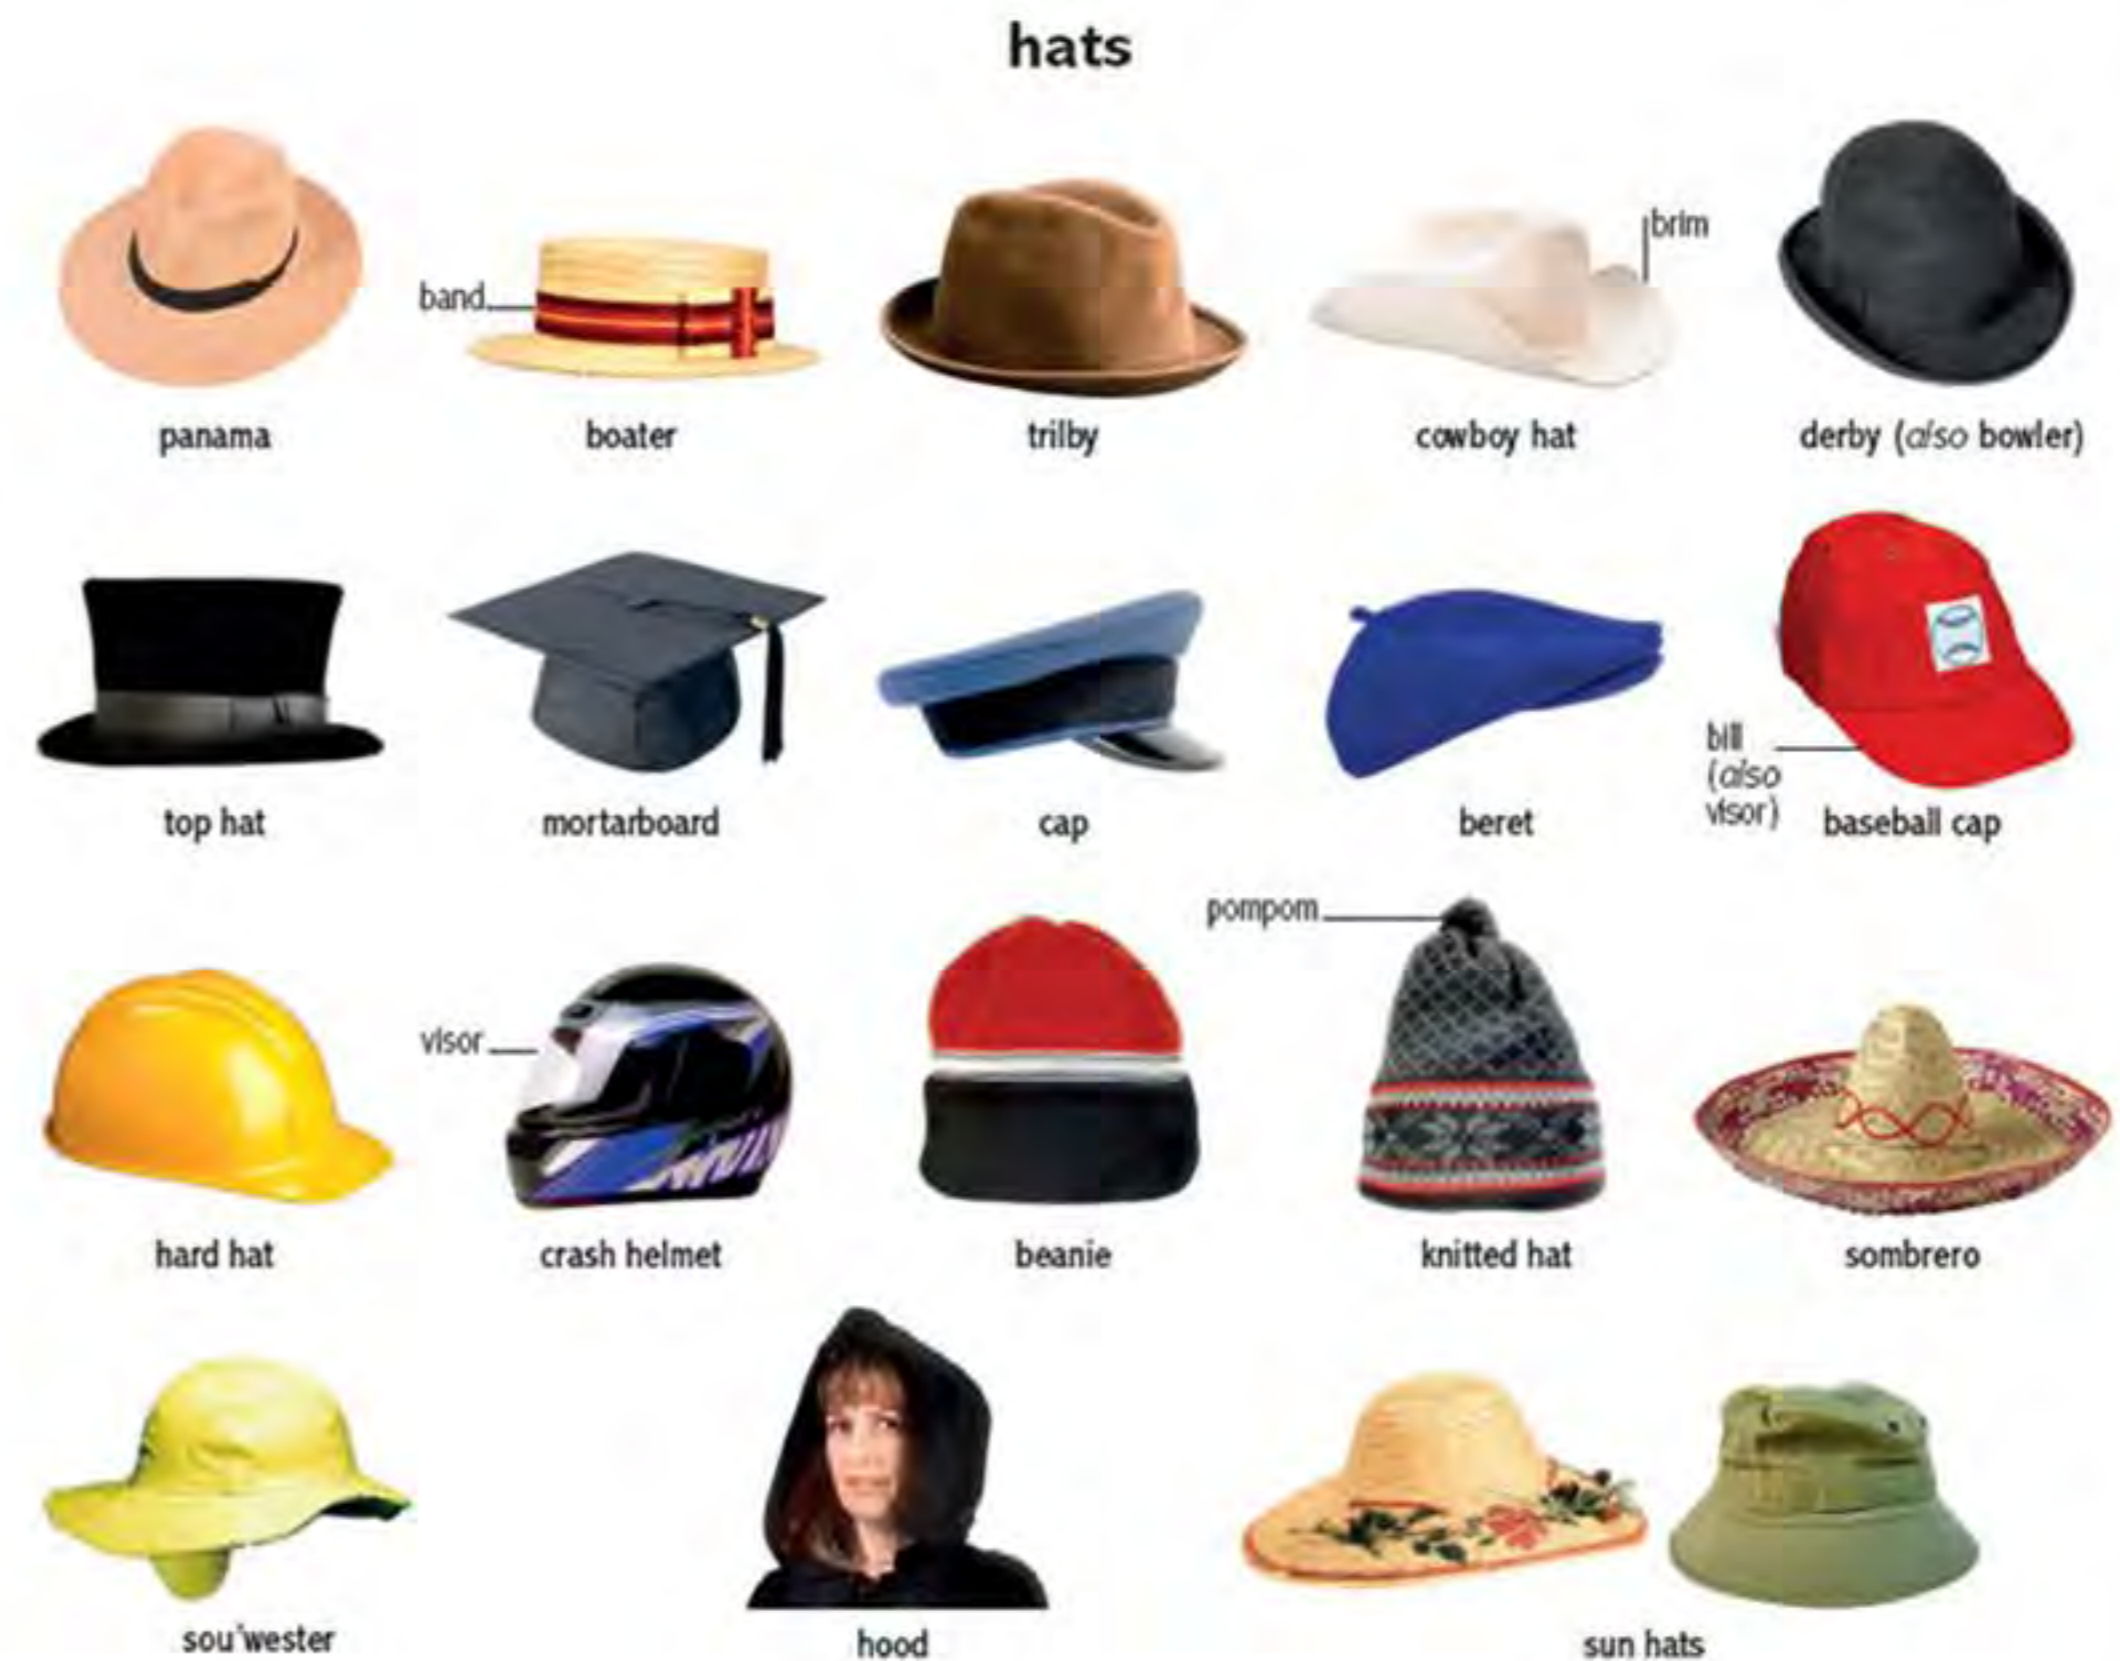 hats
band
brim
panama
boater
trilby
cowboy hat
derby (also bowler)
bill
(also
visor)
top hat
mortarboard
cap
beret
baseball cap
pompom
visor
hard hat
crash helmet
beanie
knitted hat
sombrero
sou'wester
hood
sun hats